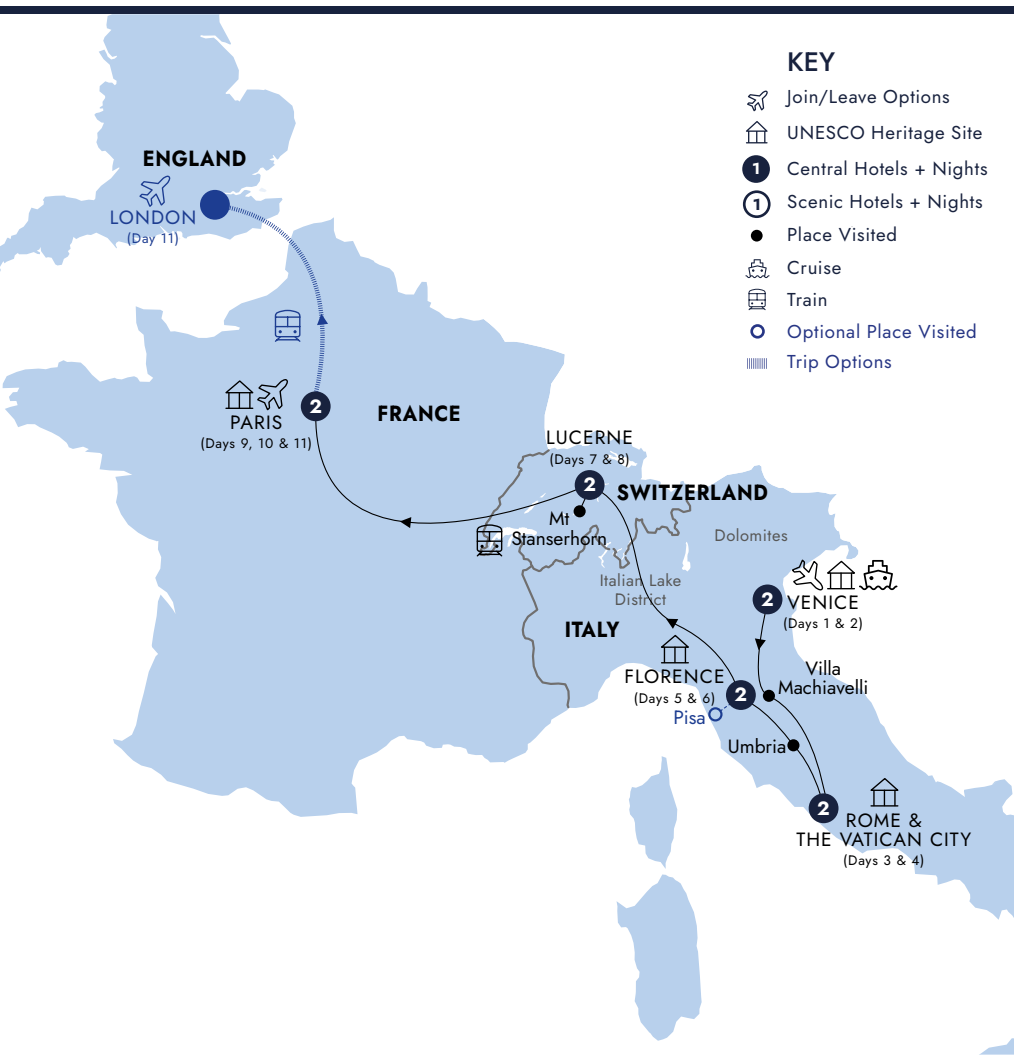 KEY
Join/Leave Options
UNESCO Heritage Site
1 Central Hotels + Nights
1 Scenic Hotels + Nights
Place Visited
Cruise
Train
Optional Place Visited
Trip Options
ENGLAND
LONDON
(Day 11)
2
PARIS
(Days 9, 10 & 11)
FRANCE
LUCERNE
(Days 7 & 8)
2
SWITZERLAND
Mt
Stanserhorn
Dolomites
Italian Lake
District
2
VENICE
(Days 1 & 2)
ITALY
FLORENCE
(Days 5 & 6)
2
Villa
Machiavelli
Pisa
Umbria
2
ROME &
THE VATICAN CITY
(Days 3 & 4)